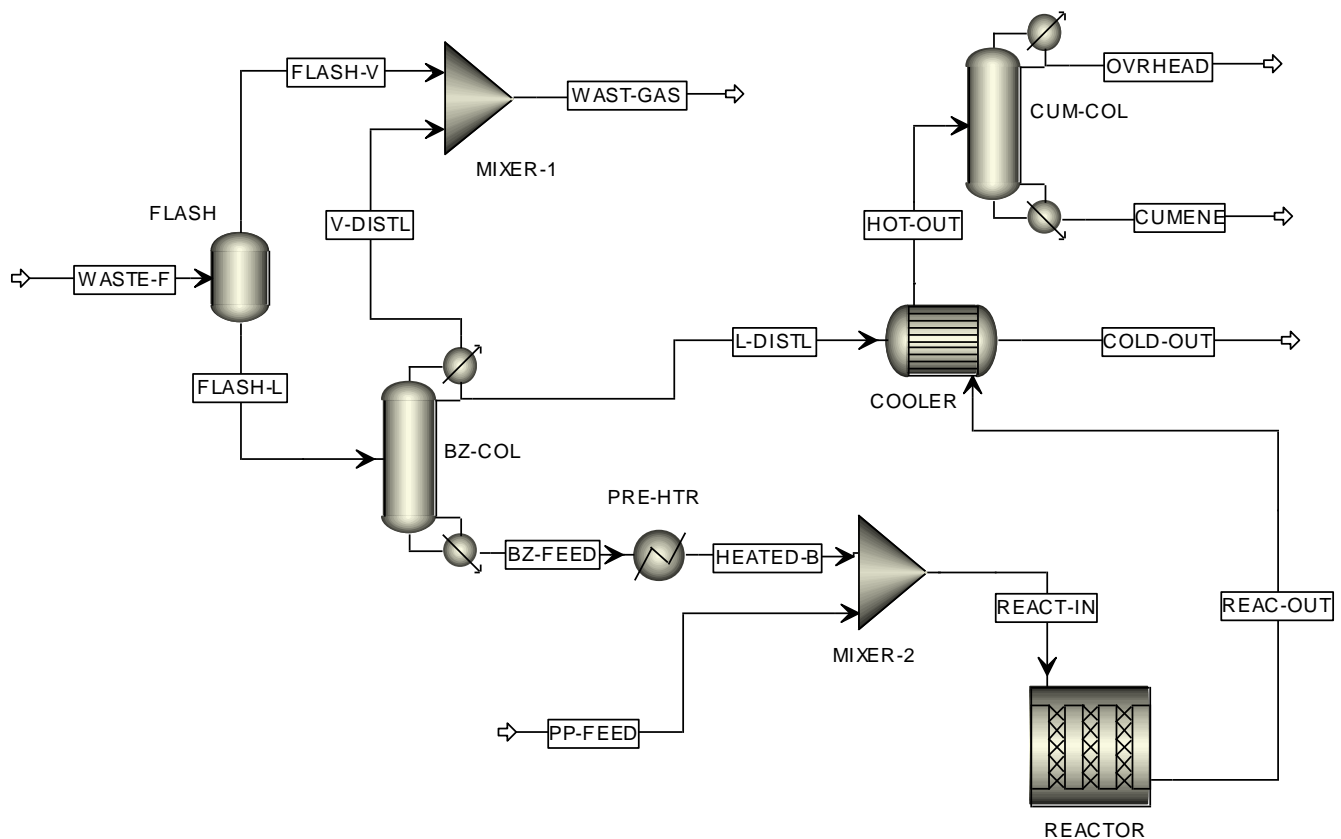 FLASH-V
WAST-GAS
MIXER-1
OVRHEAD
CUM-COL
FLASH
V-DISTL
HOT-OUT
CUMENE
WASTE-F
L-DISTL
COLD-OUT
FLASH-L
COOLER
BZ-COL
PRE-HTR
BZ-FEED
HEATED-B
REACT-IN
REAC-OUT
MIXER-2
PP-FEED
REACTOR